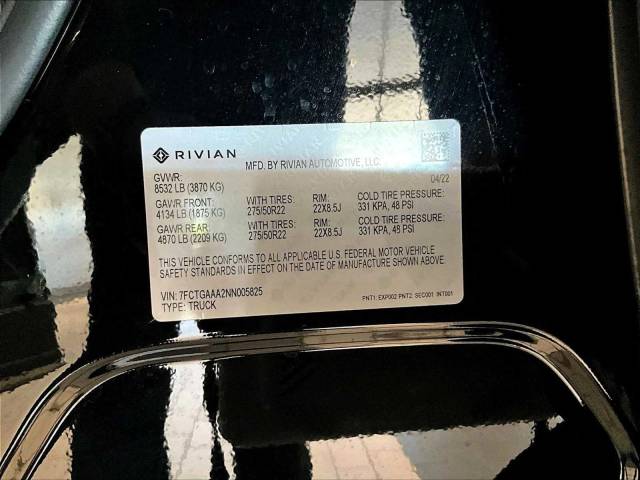 RIVIAN
MFD. BY RIVIAN AUTOMOTIVE, LLC.
GVWR:
8532 LB (3870 KG)
04/22
GAVR FRONT: WITH TIRES: RIM: COLD TIRE PRESSURE:
4134 LB (1875 KG) 275/50R22 22X8.5J 331 KPA, 48 PSI
GAWR REAR WITH TIRES: RIM: COLD TIRE PRESSURE:
4870 LB (2209 KG) 275/50R22 22X8.5J 331 KPA, 48 PSI
THIS VEHICLE CONFORMS TO ALL APPLICABLE U.S. FEDERAL MOTOR VEHICLE
SAFETY STANDARDS IN EFFECT ON THE DATE OF MANUFACTURE SHOWN ABOVE.
VIN: 7FCTGAAA2NN005825
TYPE: TRUCK
PNT1: EXP002 PNT2: SEC001 INT001